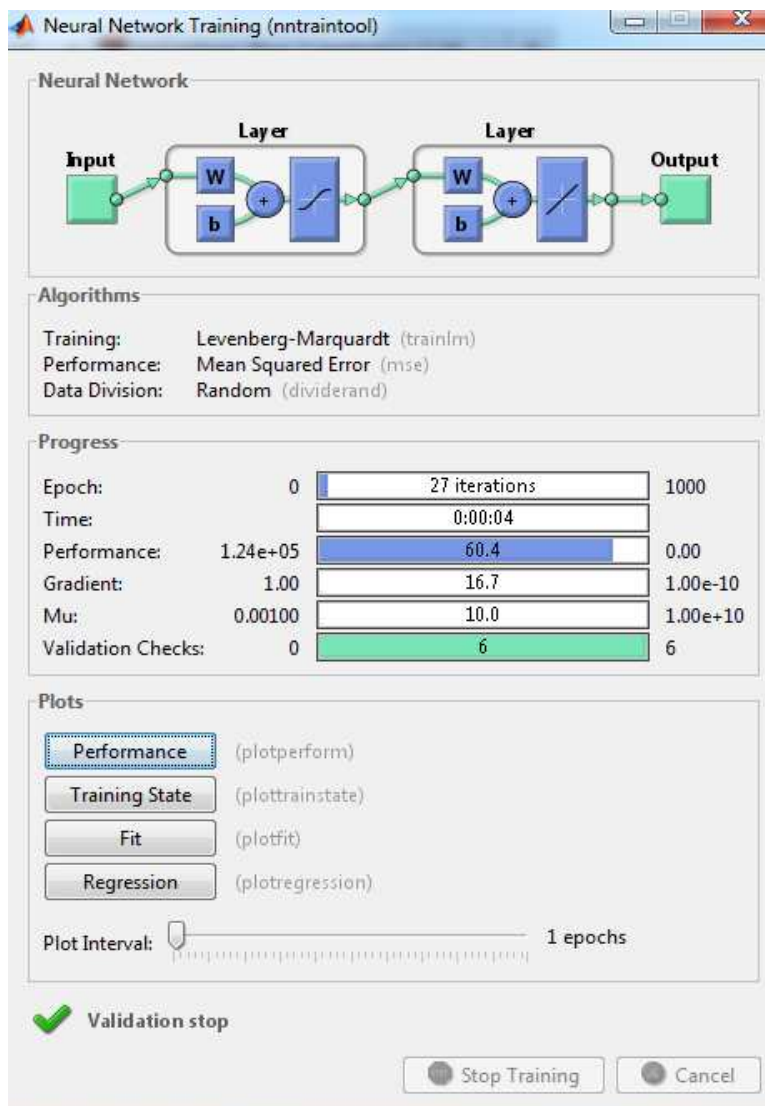 Neural Network Training (nntraintool)
Neural Network
Layer Layer
Input Output
W W
+ +
b b
Algorithms
Training: Levenberg-Marquardt (trainlm)
Performance: Mean Squared Error (mse)
Data Division: Random (dividerand)
Progress
Epoch: 0 27 iterations 1000
Time: 0:00:04
Performance: 1.24e+05 60.4 0.00
Gradient: 1.00 16.7 1.00e-10
Mu: 0.00100 10.0 1.00e+10
Validation Checks: 0 6 6
Plots
Performance (plotperform)
Training State (plottrainstate)
Fit (plotfit)
Regression (plotregression)
Plot Interval: 1 epochs
Validation stop
Stop Training Cancel